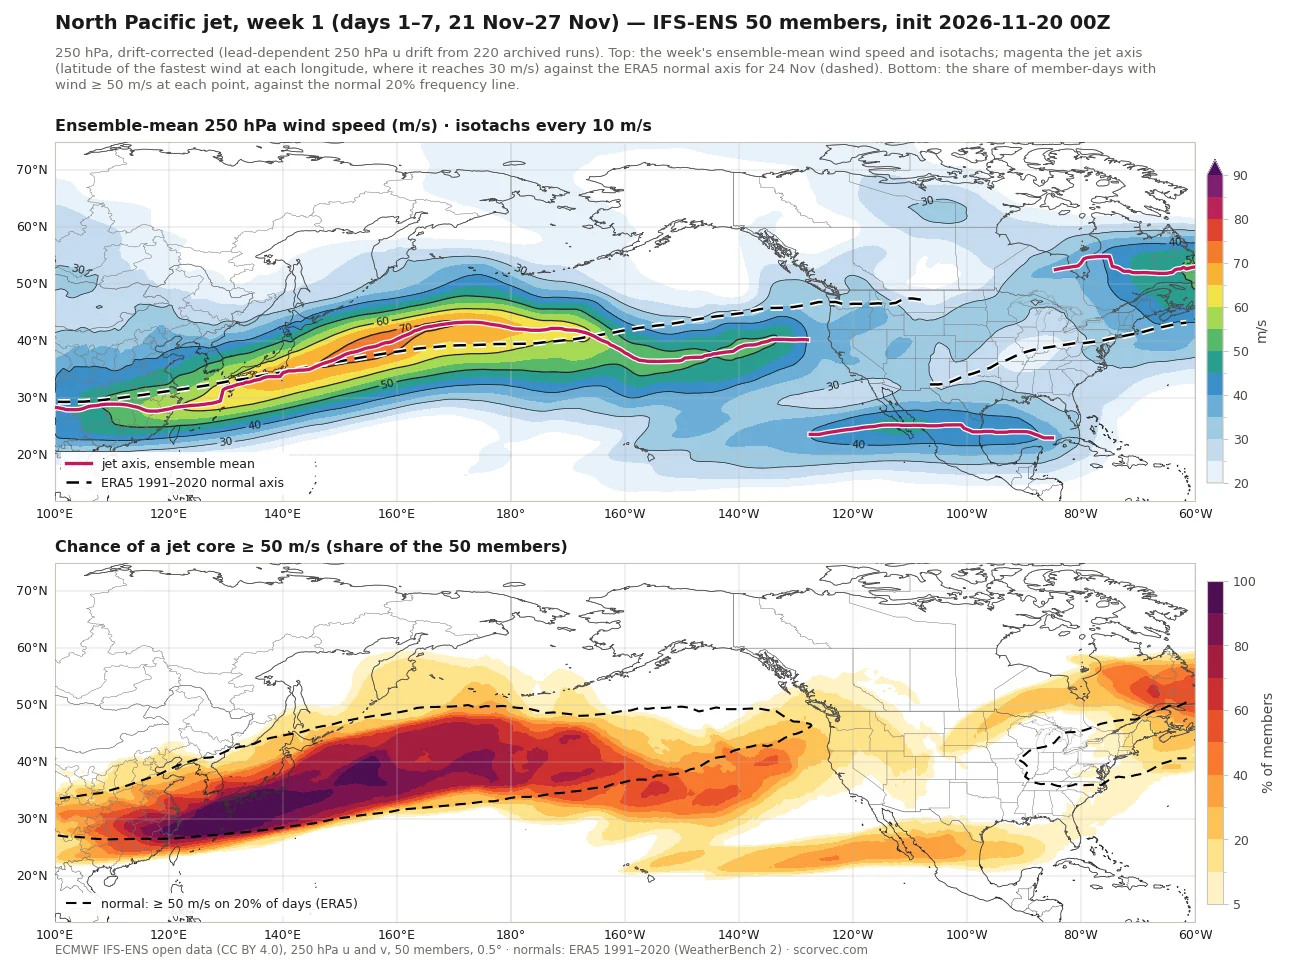 North Pacific jet, week 1 (days 1–7, 21 Nov–27 Nov) — IFS-ENS 50 members, init 2026-11-20 00Z
250 hPa, drift-corrected (lead-dependent 250 hPa u drift from 220 archived runs). Top: the week's ensemble-mean wind speed and isotachs; magenta the jet axis
(latitude of the fastest wind at each longitude, where it reaches 30 m/s) against the ERA5 normal axis for 24 Nov (dashed). Bottom: the share of member-days with
wind ≥ 50 m/s at each point, against the normal 20% frequency line.
Ensemble-mean 250 hPa wind speed (m/s) · isotachs every 10 m/s
70°N
60°N
50°N
40°N
30°N
20°N
30
30
60
70
50
40
30
30
40
30
40
jet axis, ensemble mean
ERA5 1991–2020 normal axis
100°E 120°E 140°E 160°E 180° 160°W 140°W 120°W 100°W 80°W 60°W
90
80
70
60
50
40
30
20
m/s
Chance of a jet core ≥ 50 m/s (share of the 50 members)
70°N
60°N
50°N
40°N
30°N
20°N
normal: ≥ 50 m/s on 20% of days (ERA5)
100°E 120°E 140°E 160°E 180° 160°W 140°W 120°W 100°W 80°W 60°W
100
80
60
40
20
5
% of members
ECMWF IFS-ENS open data (CC BY 4.0), 250 hPa u and v, 50 members, 0.5° · normals: ERA5 1991–2020 (WeatherBench 2) · scorvec.com